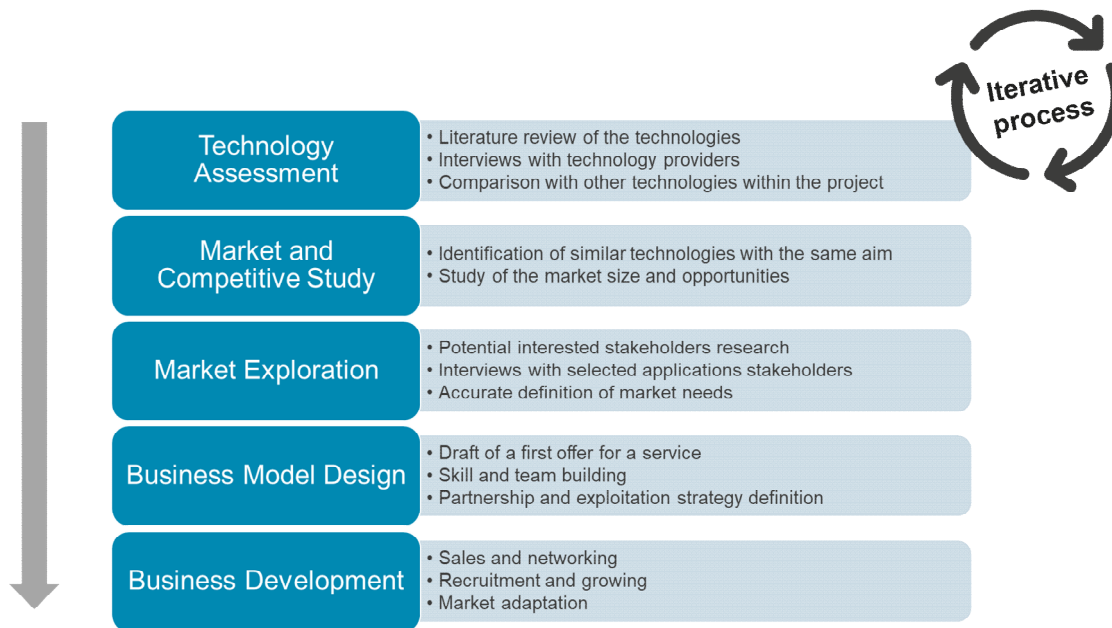 Iterative
process
Technology
Assessment
• Literature review of the technologies
• Interviews with technology providers
• Comparison with other technologies within the project
Market and
Competitive Study
• Identification of similar technologies with the same aim
• Study of the market size and opportunities
Market Exploration
• Potential interested stakeholders research
• Interviews with selected applications stakeholders
• Accurate definition of market needs
Business Model Design
• Draft of a first offer for a service
• Skill and team building
• Partnership and exploitation strategy definition
Business Development
• Sales and networking
• Recruitment and growing
• Market adaptation